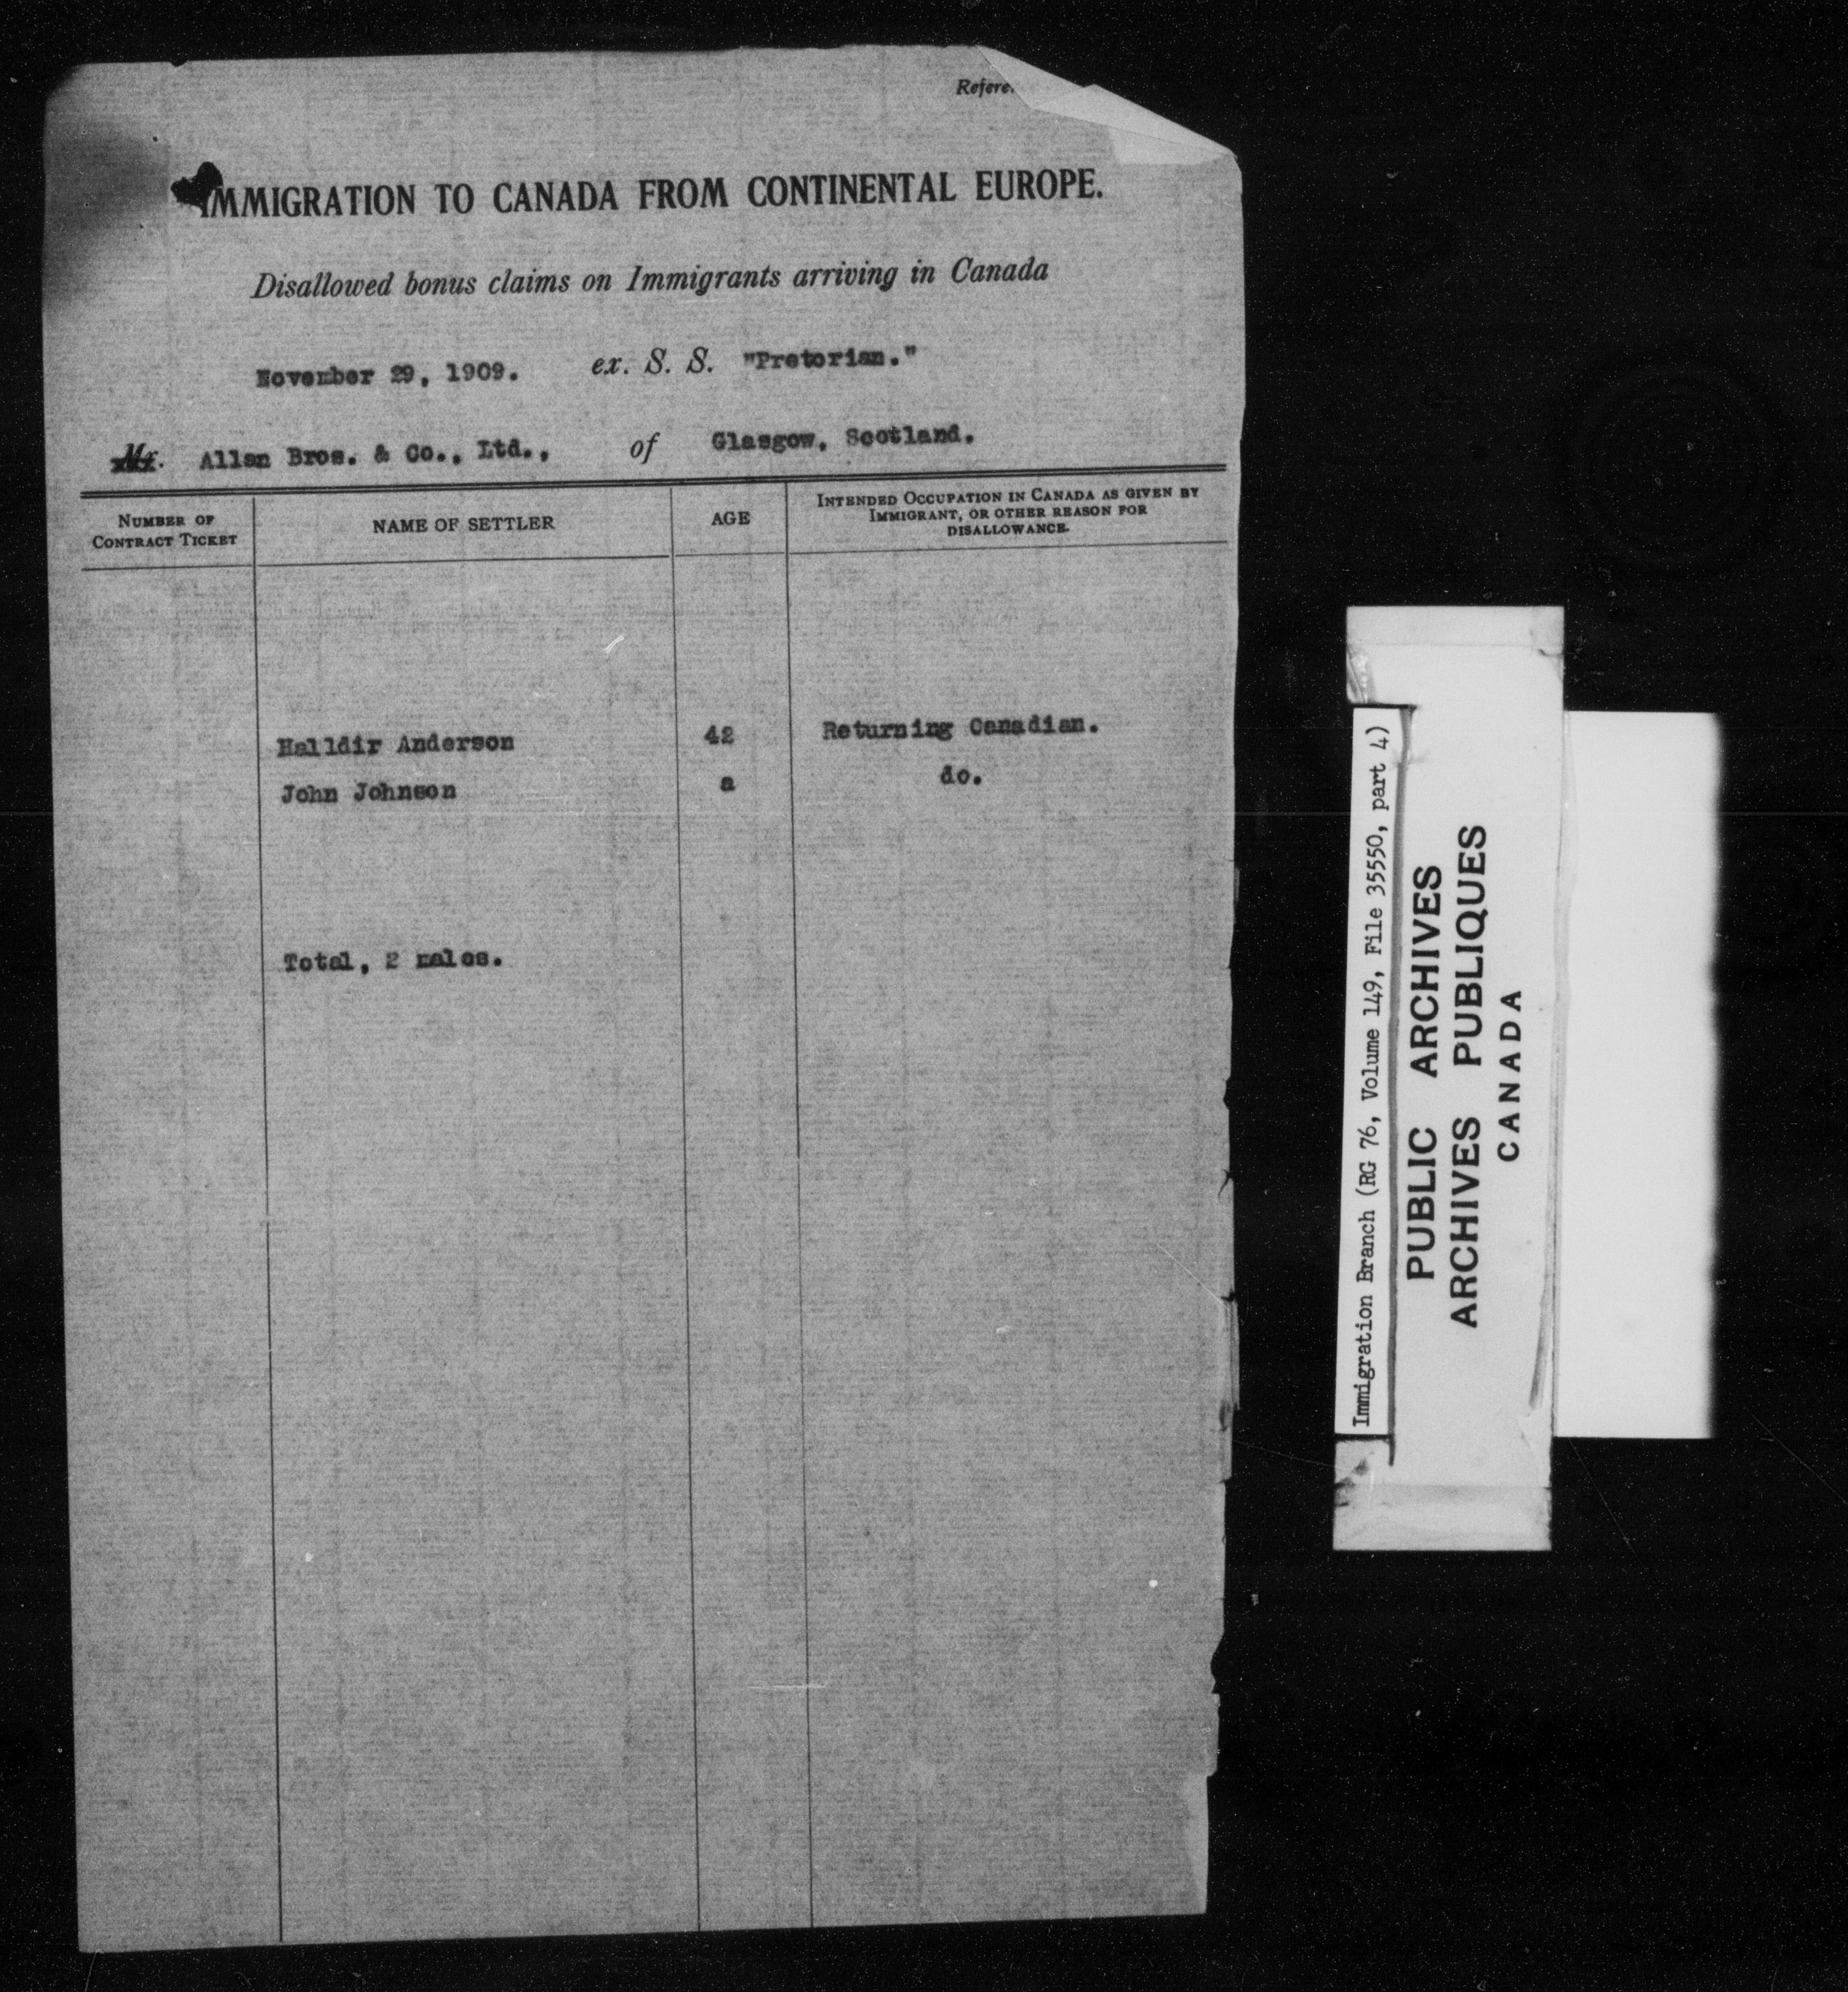 IMMIGRATION TO CANADA FROM CONTINENTAL EUROPE.
Disallowed bonus claims on Immigrants arriving in Canada
November 29, 1909. ex. S. S. "Pretorian."
Mr. Allan Bros. & Co., Ltd., of Glasgow, Scotland.
NUMBER OF CONTRACT TICKET
NAME OF SETTLER
AGE
INTENDED OCCUPATION IN CANADA AS GIVEN BY IMMIGRANT, OR OTHER REASON FOR DISALLOWANCE.
Halldir Anderson 42 Returning Canadian.
John Johnson a do.
Total, 2 males.
Immigration Branch (RG 76, Volume 149, File 35550, part 4)
PUBLIC ARCHIVES
ARCHIVES PUBLIQUES
CANADA